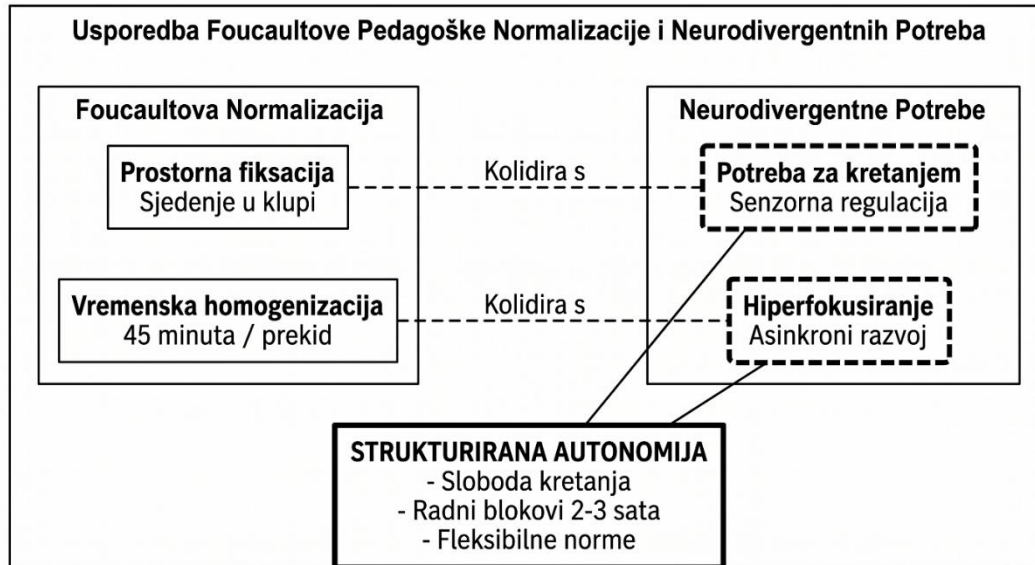 Usporedba Foucaultove Pedagoške Normalizacije i Neurodivergentnih Potreba
Foucaultova Normalizacija
Prostorna fiksacija
Sjedenje u klupi
Vremenska homogenizacija
45 minuta / prekid
Kolidira s
Kolidira s
Neurodivergentne Potrebe
Potreba za kretanjem
Senzorna regulacija
Hiperfokusiranje
Asinkroni razvoj
STRUKTURIRANA AUTONOMIJA
- Sloboda kretanja
- Radni blokovi 2-3 sata
- Fleksibilne norme